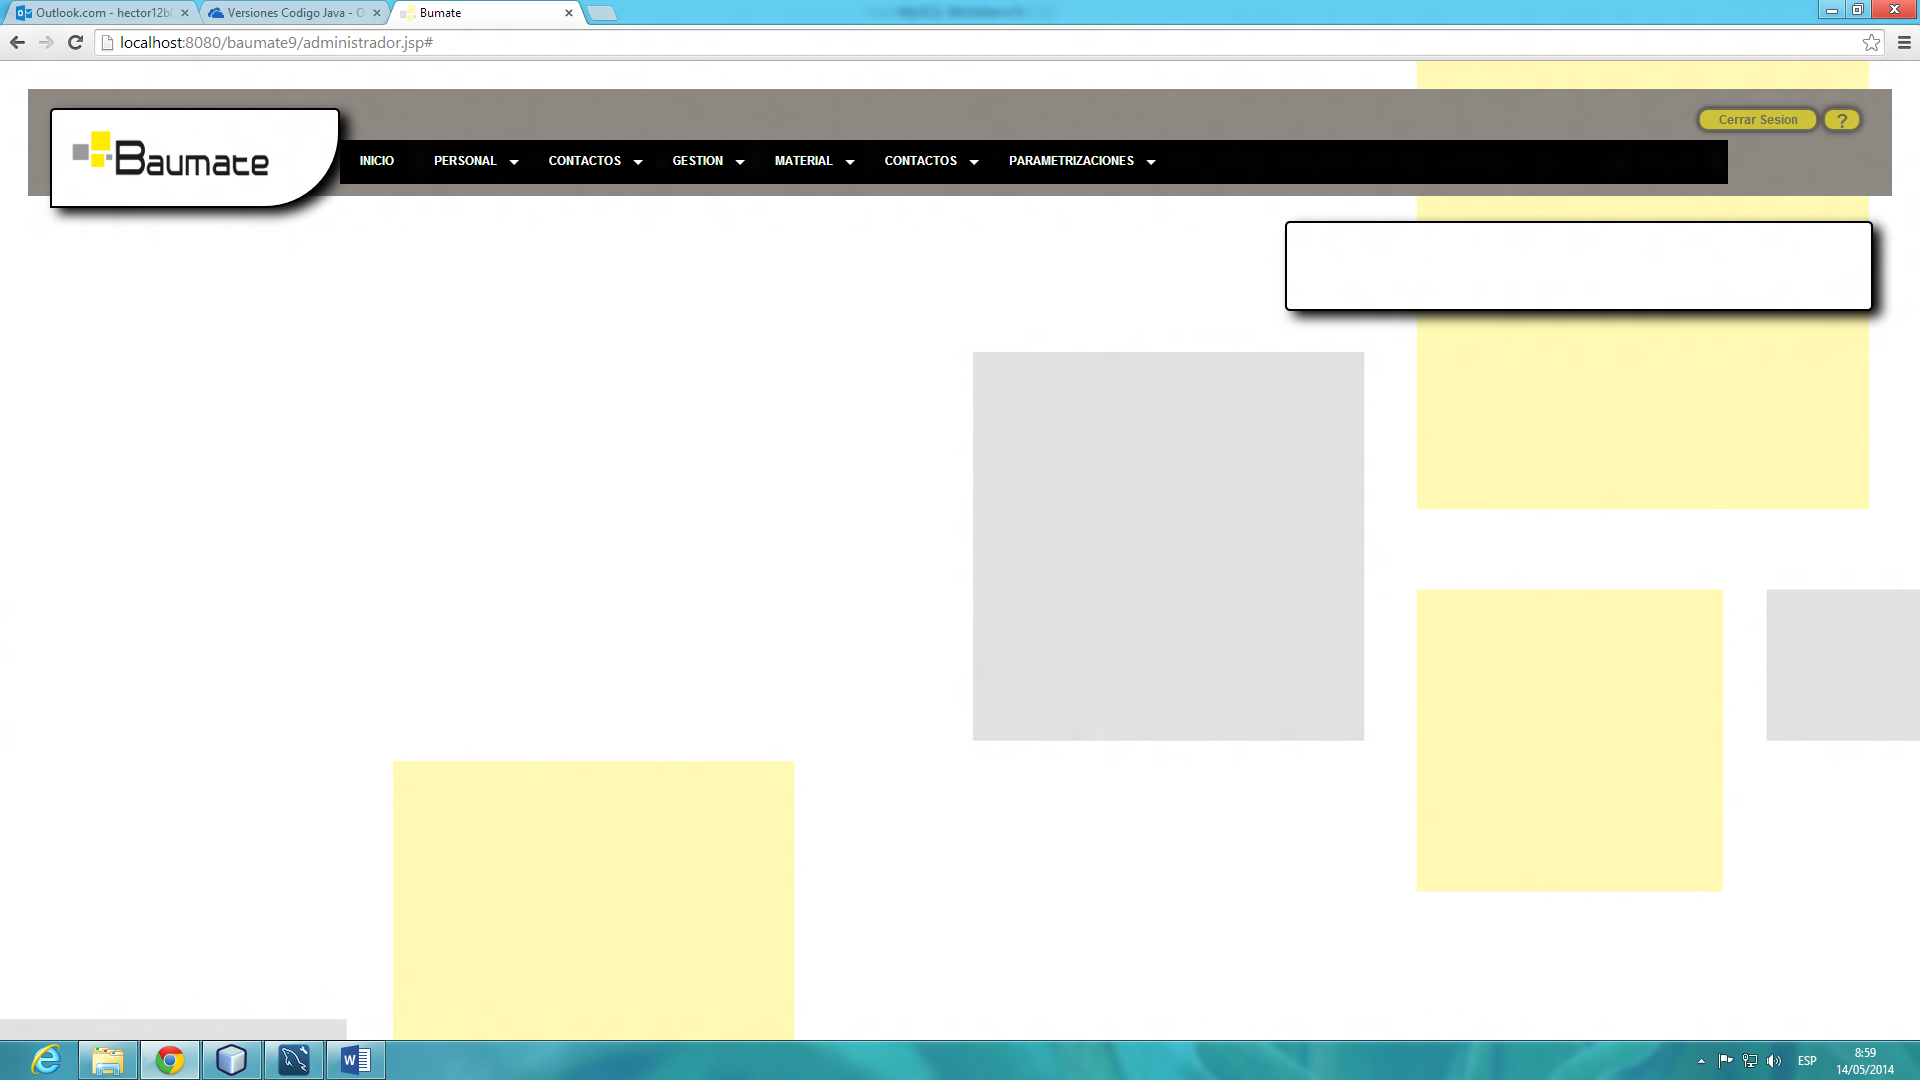 Outlook.com - hector12b
Versiones Codigo Java - O
Bumate
localhost:8080/baumate9/administrador.jsp#
Cerrar Sesion
?
Baumate
INICIO
PERSONAL
CONTACTOS
GESTION
MATERIAL
CONTACTOS
PARAMETRIZACIONES
ESP
8:59
14/05/2014